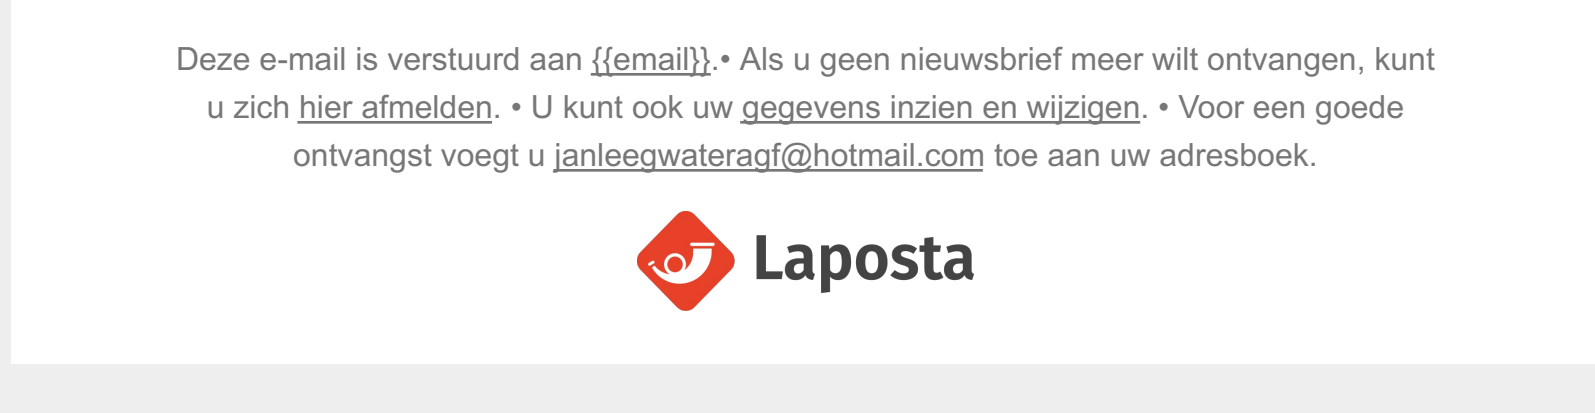 Deze e-mail is verstuurd aan {{email}}.• Als u geen nieuwsbrief meer wilt ontvangen, kunt
u zich hier afmelden. • U kunt ook uw gegevens inzien en wijzigen. • Voor een goede
ontvangst voegt u janleegwateragf@hotmail.com toe aan uw adresboek.
Laposta